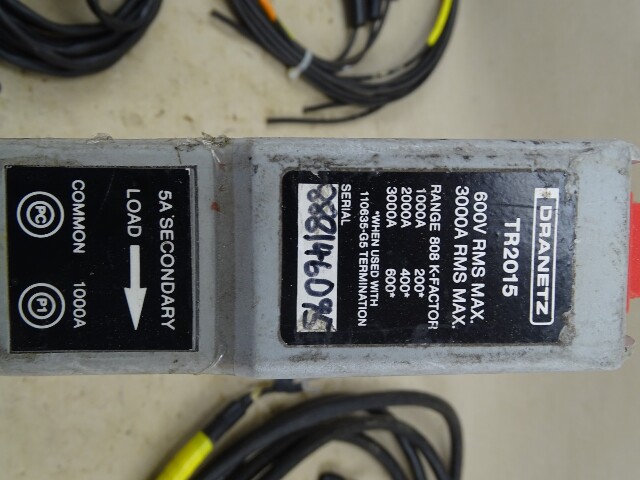 DRANETZ
TR2015
600V RMS MAX.
3000A RMS MAX.
RANGE 808 K-FACTOR
1000A 200*
2000A 400*
3000A 600*
*WHEN USED WITH
110635-G5 TERMINATION
SERIAL
888146095
5A SECONDARY
LOAD
COMMON 1000A
PC P1